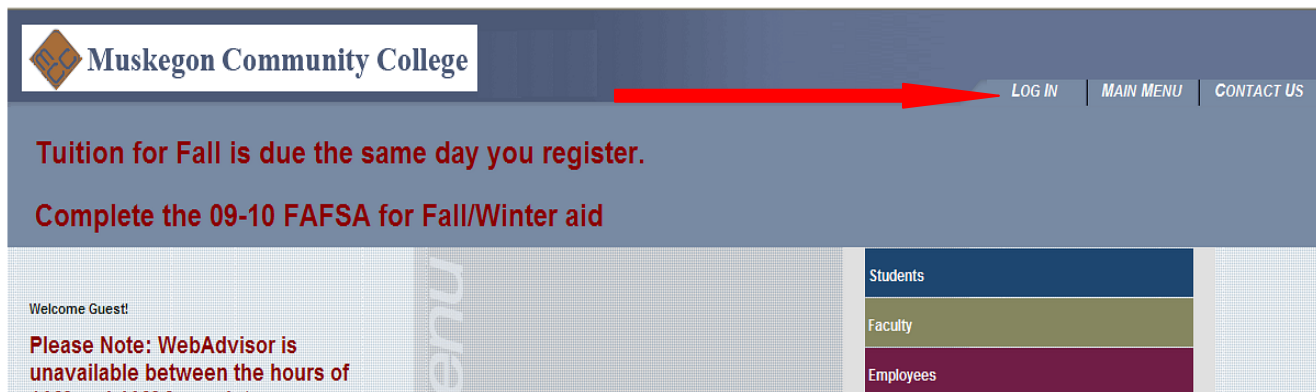 Muskegon Community College
LOG IN
MAIN MENU
CONTACT US
Tuition for Fall is due the same day you register.
Complete the 09-10 FAFSA for Fall/Winter aid
Students
Welcome Guest!
Faculty
Please Note: WebAdvisor is
unavailable between the hours of
Employees
enu